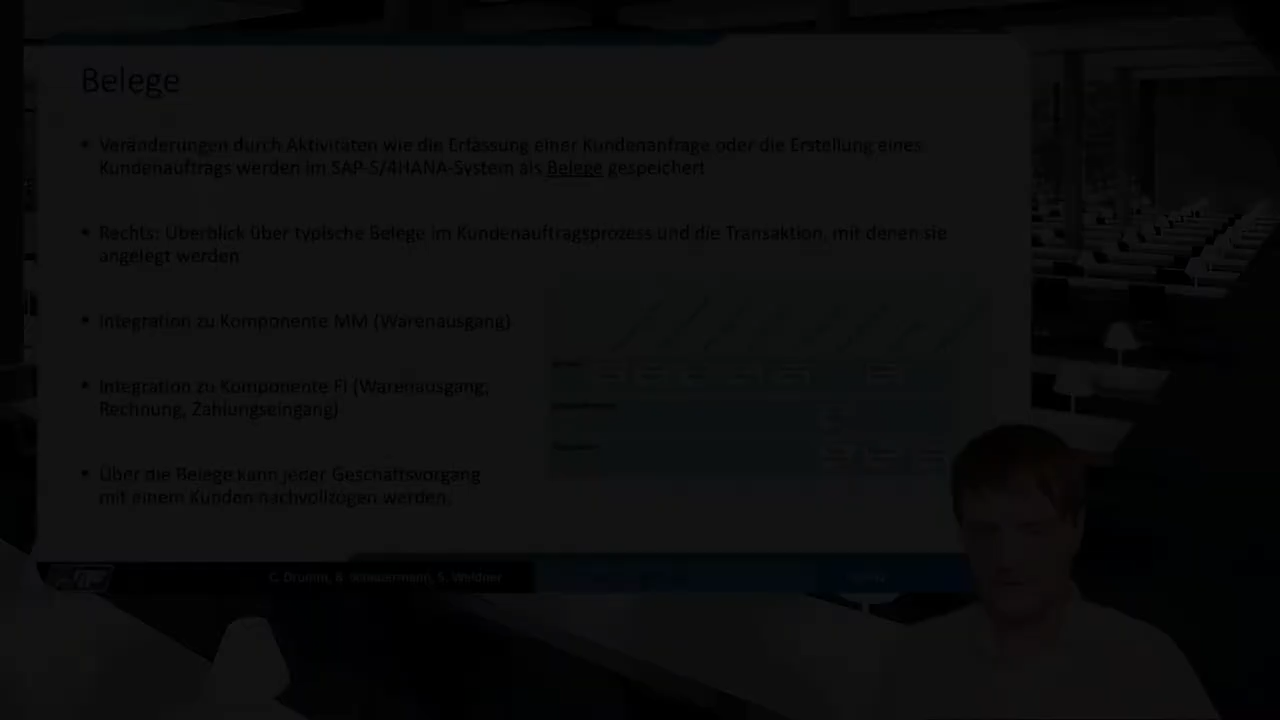 Belege
• Veränderungen durch Aktivitäten wie die Erfassung einer Kundenanfrage oder die Erstellung eines
Kundenauftrags werden im SAP-S/4HANA-System als Belege gespeichert
• Rechts: Überblick über typische Belege im Kundenauftragsprozess und die Transaktion, mit denen sie
angelegt werden
• Integration zu Komponente MM (Warenausgang)
• Integration zu Komponente FI (Warenausgang,
Rechnung, Zahlungseingang)
• Über die Belege kann jeder Geschäftsvorgang
mit einem Kunden nachvollzogen werden.
C. Drumm, B. Scheuermann, S. Weidner